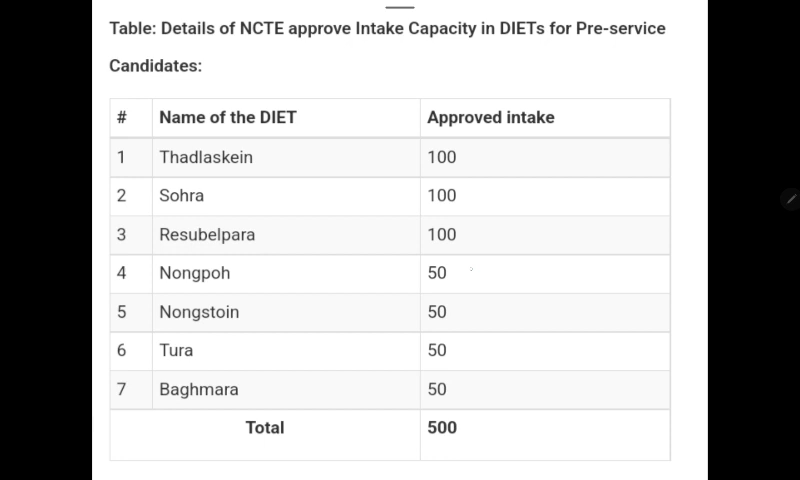 Table: Details of NCTE approve Intake Capacity in DIETs for Pre-service
Candidates:
# Name of the DIET Approved intake
1 Thadlaskein 100
2 Sohra 100
3 Resubelpara 100
4 Nongpoh 50
5 Nongstoin 50
6 Tura 50
7 Baghmara 50
Total 500